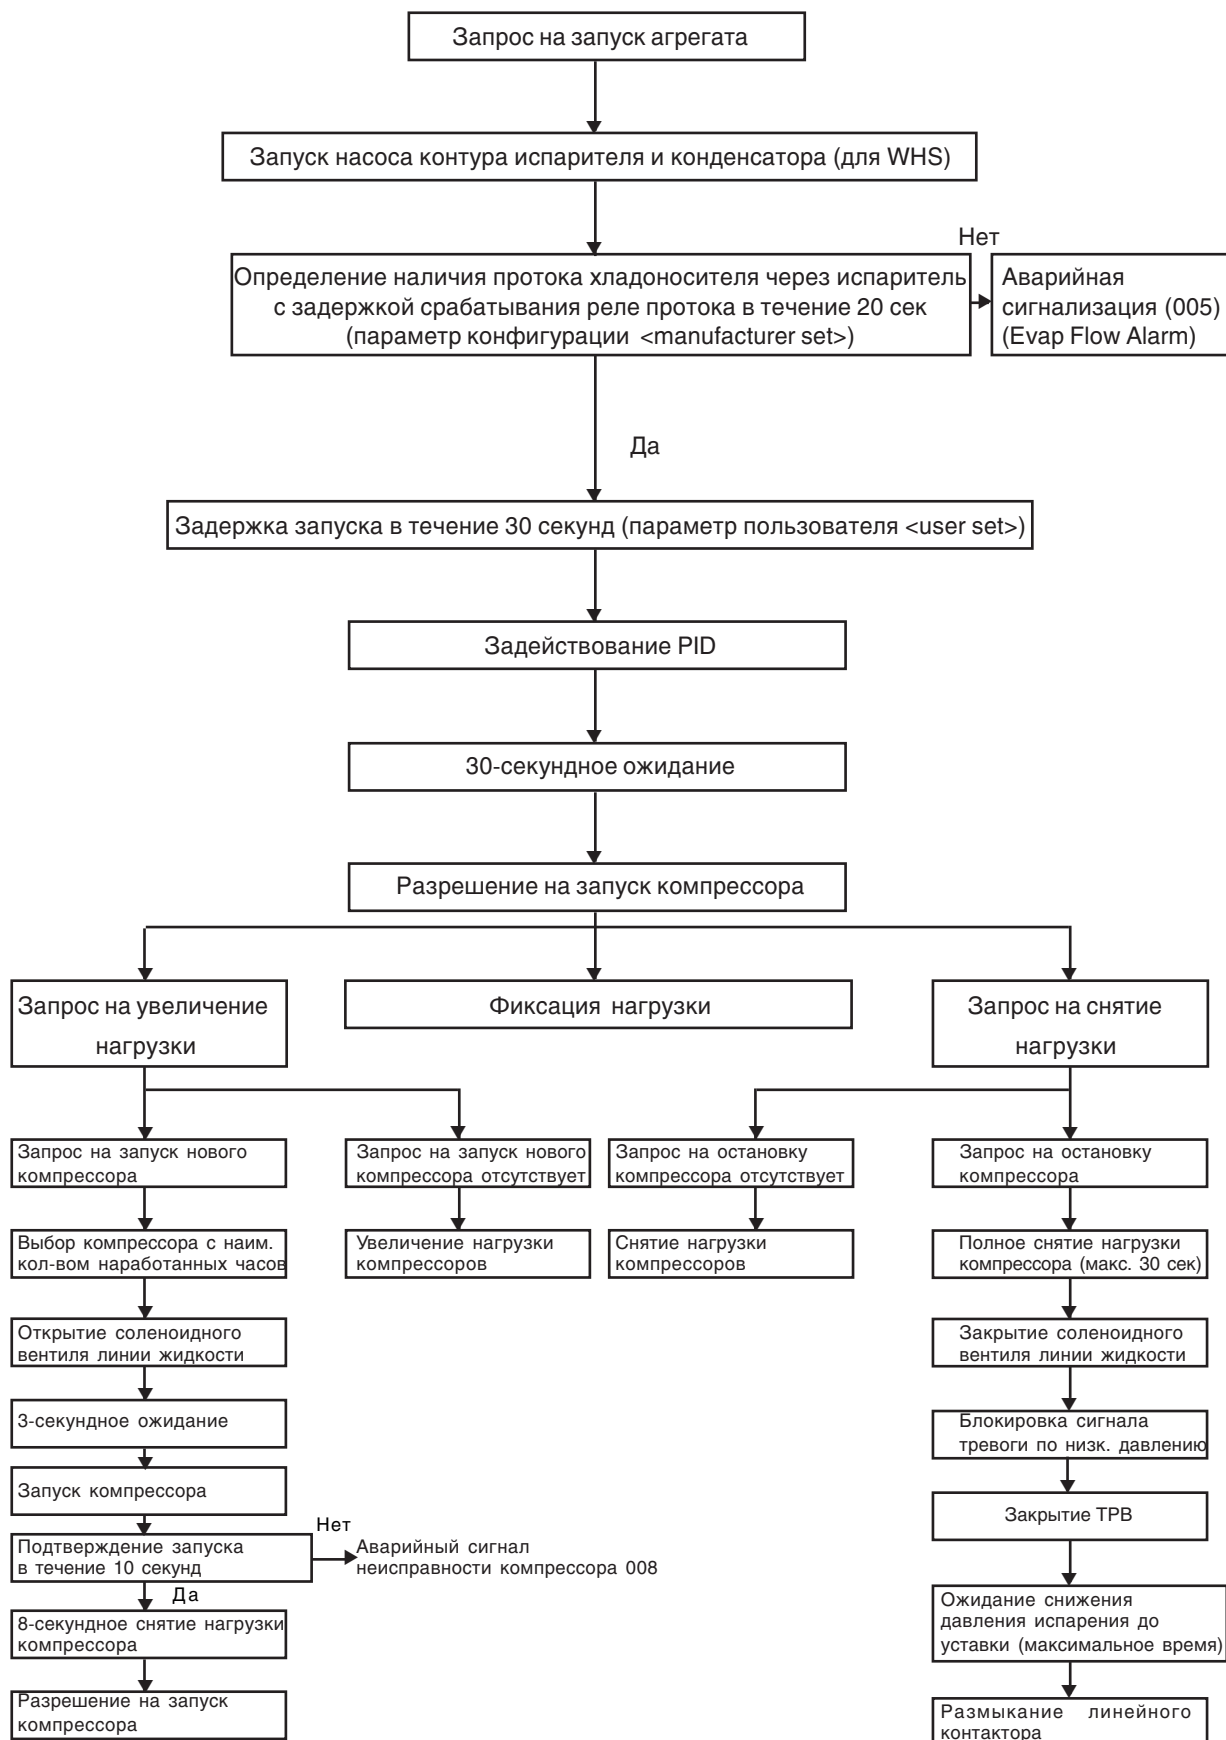 Запрос на запуск агрегата
Запуск насоса контура испарителя и конденсатора (для WHS)
Нет
Определение наличия протока хладоносителя через испаритель
с задержкой срабатывания реле протока в течение 20 сек
(параметр конфигурации <manufacturer set>)
Аварийная
сигнализация (005)
(Evap Flow Alarm)
Да
Задержка запуска в течение 30 секунд (параметр пользователя <user set>)
Задействование PID
30-секундное ожидание
Разрешение на запуск компрессора
Запрос на увеличение
нагрузки
Фиксация нагрузки
Запрос на снятие
нагрузки
Запрос на запуск нового
компрессора
Запрос на запуск нового
компрессора отсутствует
Запрос на остановку
компрессора отсутствует
Запрос на остановку
компрессора
Выбор компрессора с наим.
кол-вом наработанных часов
Увеличение нагрузки
компрессоров
Снятие нагрузки
компрессоров
Полное снятие нагрузки
компрессора (макс. 30 сек)
Открытие соленоидного
вентиля линии жидкости
Закрытие соленоидного
вентиля линии жидкости
3-секундное ожидание
Блокировка сигнала
тревоги по низк. давлению
Запуск компрессора
Закрытие ТРВ
Подтверждение запуска
в течение 10 секунд
Нет
Аварийный сигнал
неисправности компрессора 008
Да
8-секундное снятие нагрузки
компрессора
Ожидание снижения
давления испарения до
уставки (максимальное время)
Разрешение на запуск
компрессора
Размыкание линейного
контактора